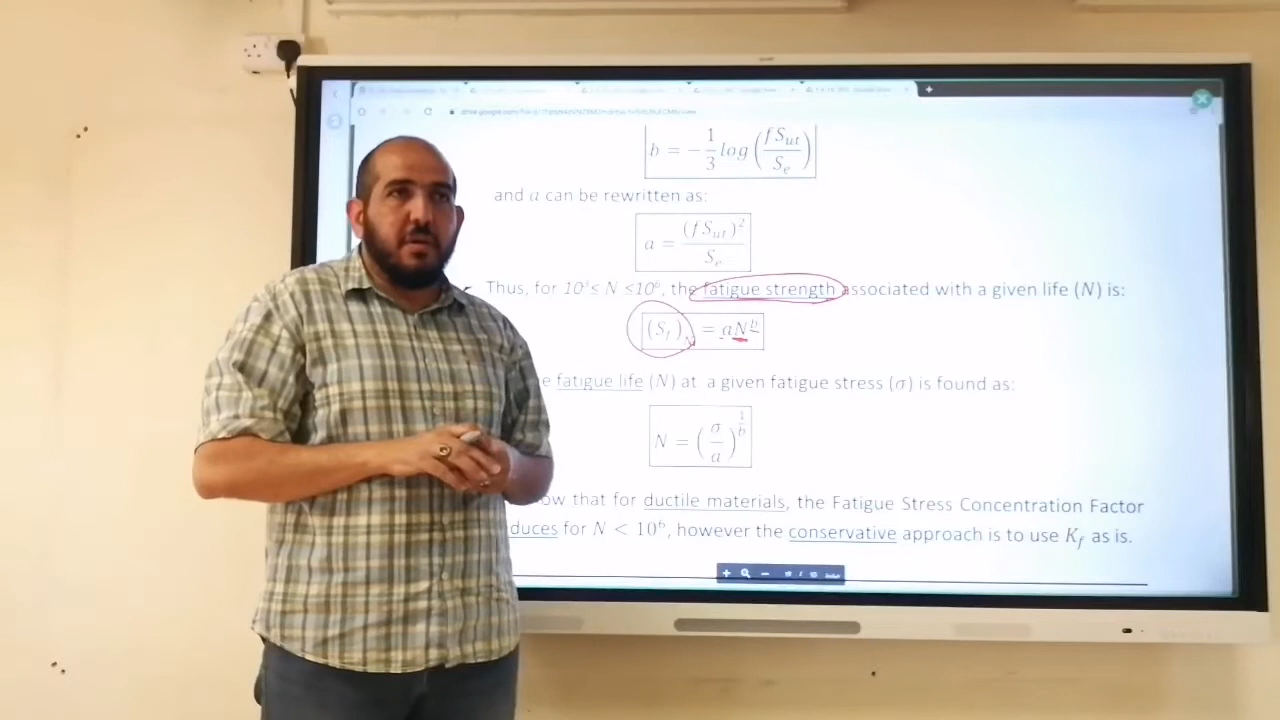 b = -1/3 log(fS_ut/S_e)
and a can be rewritten as:
a = (fS_ut)²/S_e
Thus, for 10³≤ N ≤10⁶, the fatigue strength associated with a given life (N) is:
(S_f)_N = aN^b
fatigue life (N) at a given fatigue stress (σ) is found as:
N = (σ/a)^(1/b)
that for ductile materials, the Fatigue Stress Concentration Factor
for N < 10⁶, however the conservative approach is to use K_f as is.